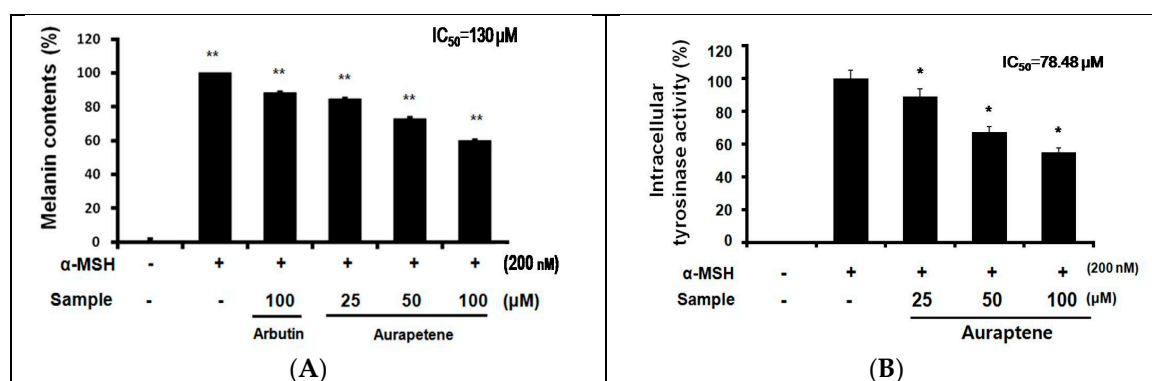 IC50=130 μM
Melanin contents (%)
120
100
80
60
40
20
0
**
**
**
**
**
α-MSH - + + + + + (200 nM)
Sample - - 100 25 50 100 (μM)
Arbutin Aurapetene
(A)
IC50=78.48 μM
Intracellular
tyrosinase activity (%)
120
100
80
60
40
20
0
*
*
*
α-MSH - + + + + (200 nM)
Sample - - 25 50 100 (μM)
Auraptene
(B)